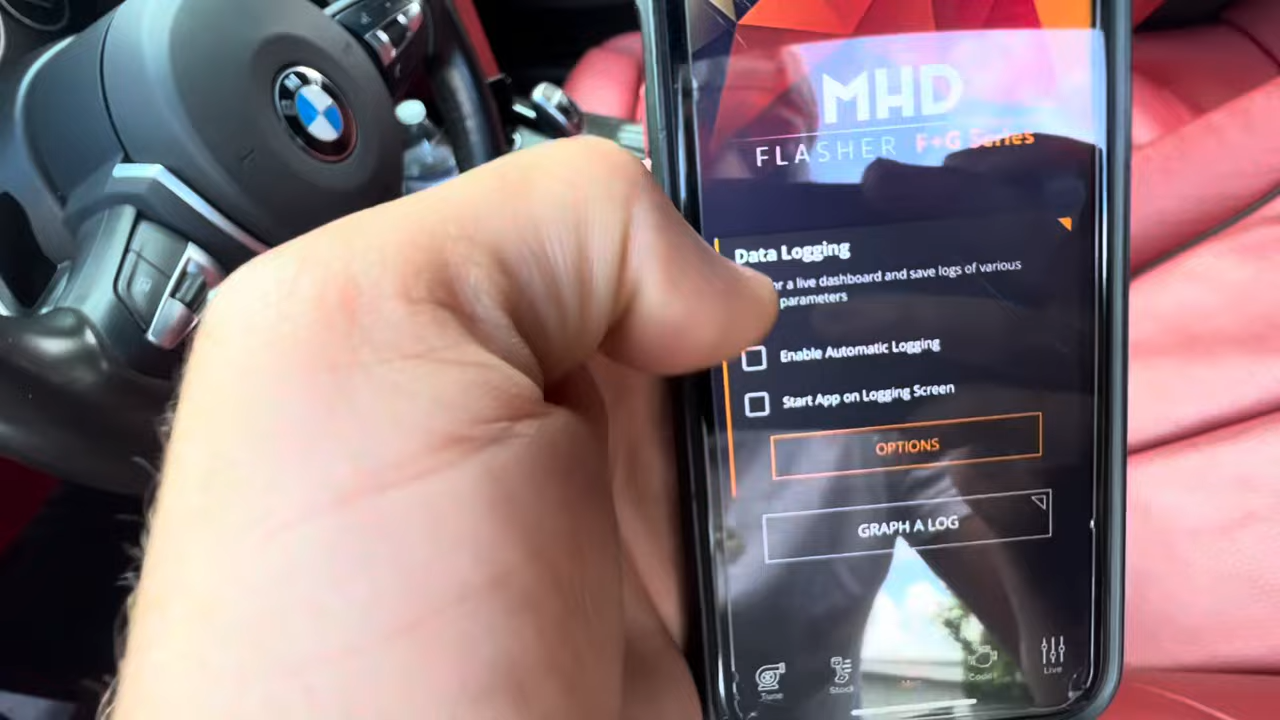 MHD
FLASHER F+G Series
Data Logging
or a live dashboard and save logs of various
parameters
Enable Automatic Logging
Start App on Logging Screen
OPTIONS
GRAPH A LOG
Tune
Stock
Live